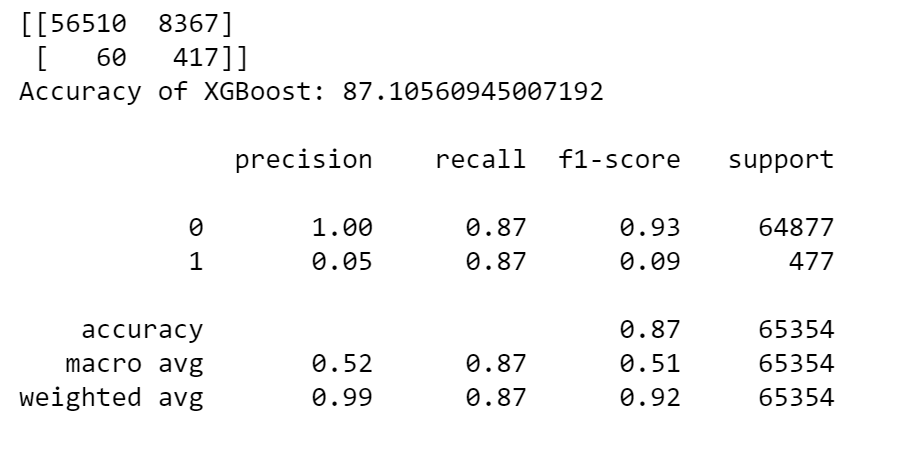 [[56510  8367]
 [   60   417]]
Accuracy of XGBoost: 87.10560945007192
              precision    recall  f1-score   support
           0       1.00      0.87      0.93     64877
           1       0.05      0.87      0.09       477
    accuracy                           0.87     65354
   macro avg       0.52      0.87      0.51     65354
weighted avg       0.99      0.87      0.92     65354